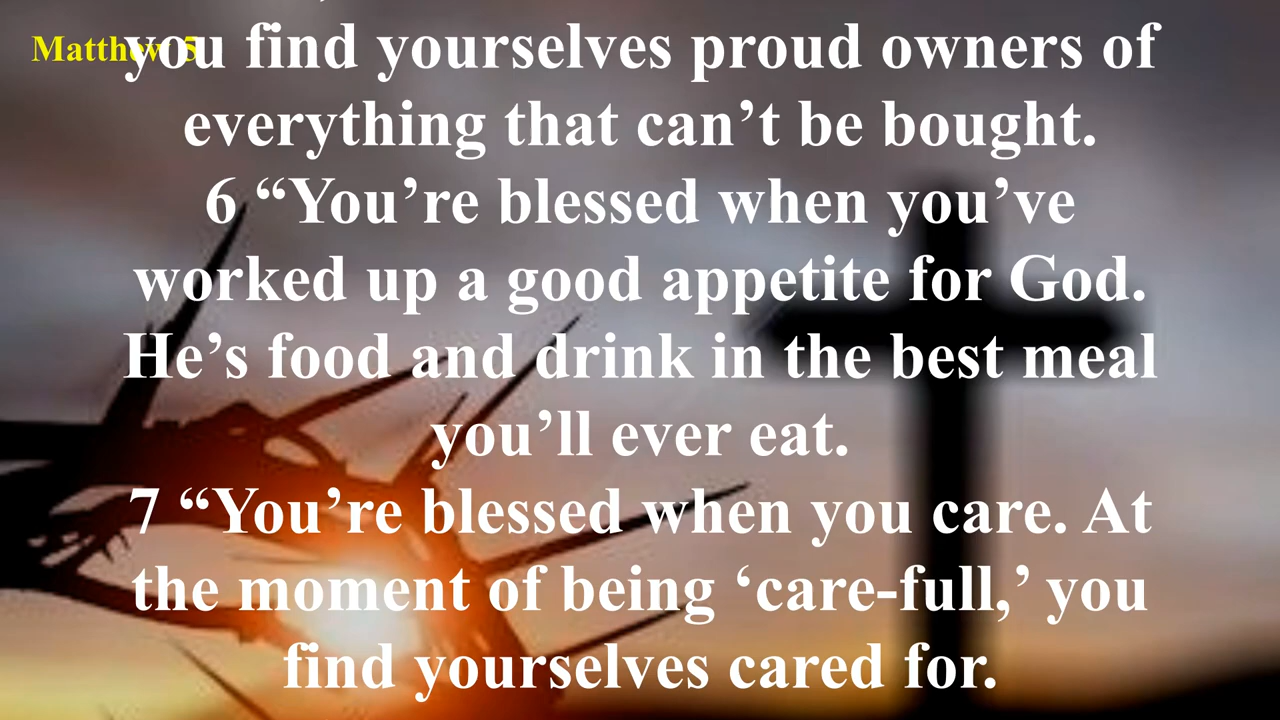 Matthew 5
you find yourselves proud owners of
everything that can’t be bought.
6 “You’re blessed when you’ve
worked up a good appetite for God.
He’s food and drink in the best meal
you’ll ever eat.
7 “You’re blessed when you care. At
the moment of being ‘care-full,’ you
find yourselves cared for.